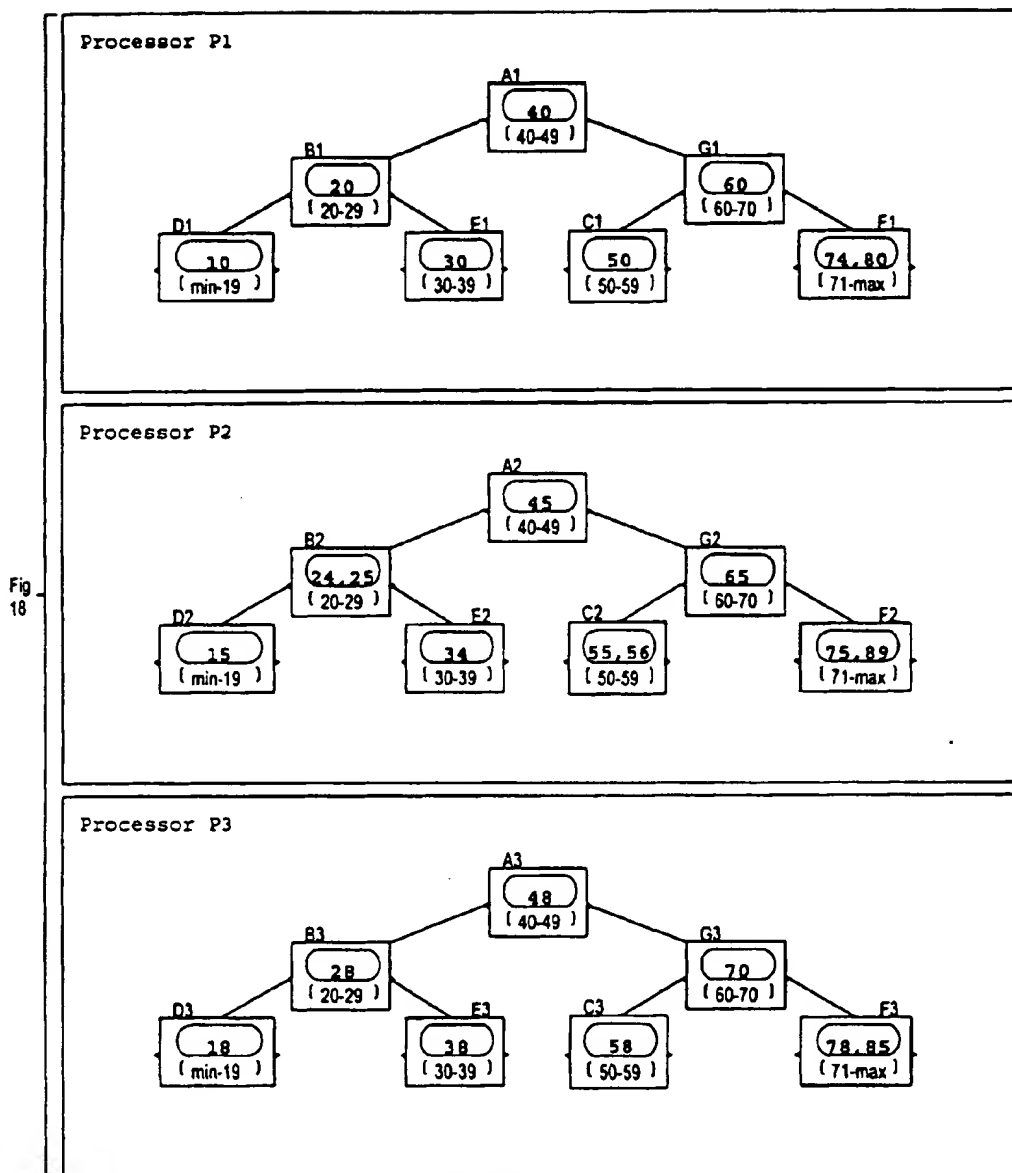 Processor P1
A1
40
(40-49)
B1
20
(20-29)
G1
60
(60-70)
D1
10
(min-19)
E1
30
(30-39)
C1
50
(50-59)
F1
74,80
(71-max)
Processor P2
A2
45
(40-49)
B2
24,25
(20-29)
G2
65
(60-70)
Fig
18
D2
15
(min-19)
E2
34
(30-39)
C2
55,56
(50-59)
F2
75,89
(71-max)
Processor P3
A3
48
(40-49)
B3
28
(20-29)
G3
70
(60-70)
D3
18
(min-19)
E3
38
(30-39)
C3
58
(50-59)
F3
78,85
(71-max)